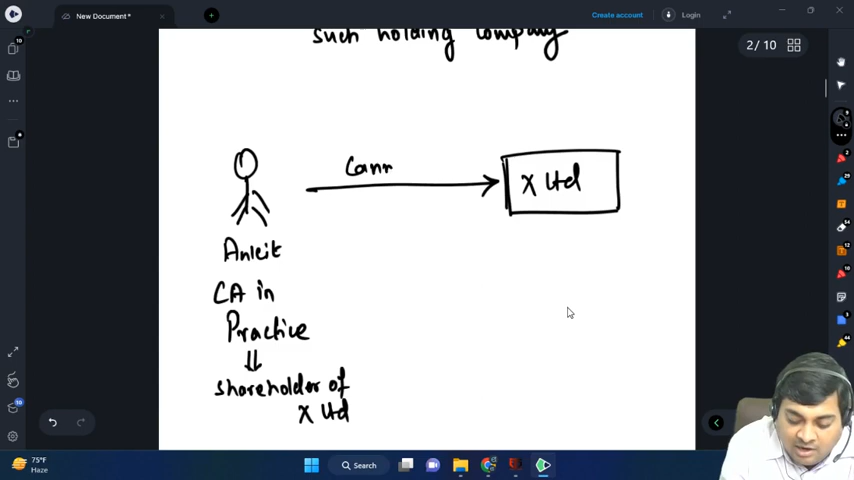 New Document*
Create account
Login
such holding company
2/10
Cann
X Ltd
Ankit
CA in
Practice
shareholder of
X Ltd
75°F
Haze
Search